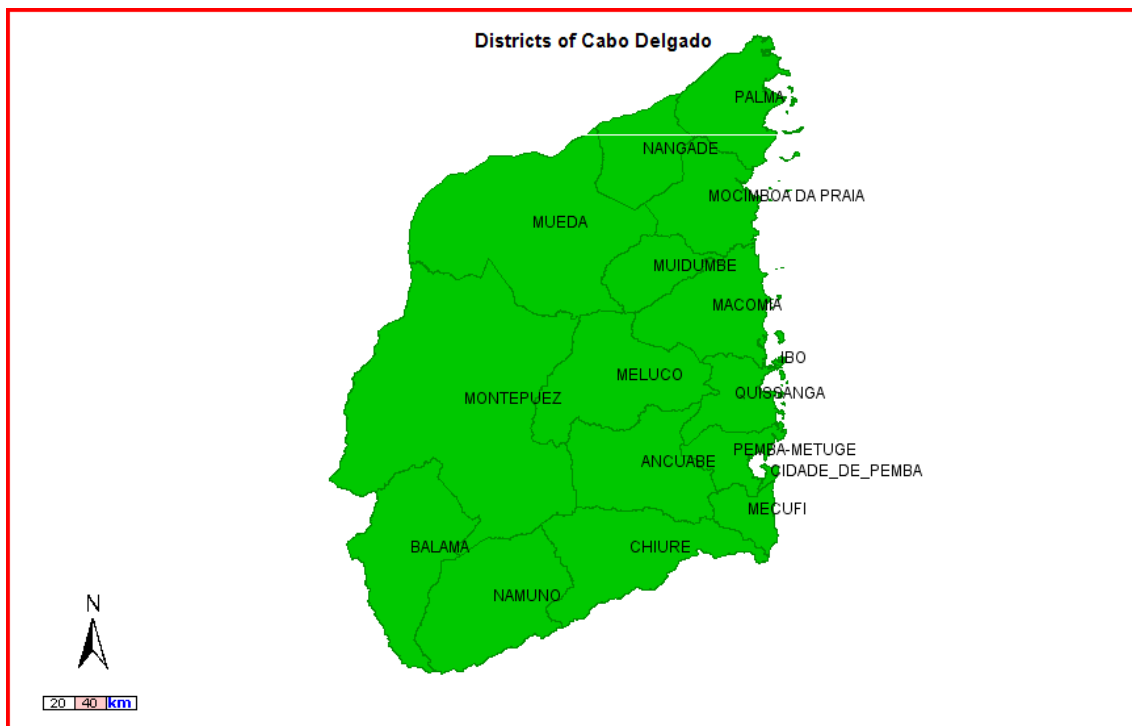 Districts of Cabo Delgado
PALMA
NANGADE
MOCIMBOA DA PRAIA
MUEDA
MUIDUMBE
MACOMIA
IBO
MELUCO
QUISSANGA
MONTEPUEZ
PEMBA-METUGE
ANCUABE
CIDADE_DE_PEMBA
MECUFI
BALAMA
CHIURE
NAMUNO
N
20 40 km